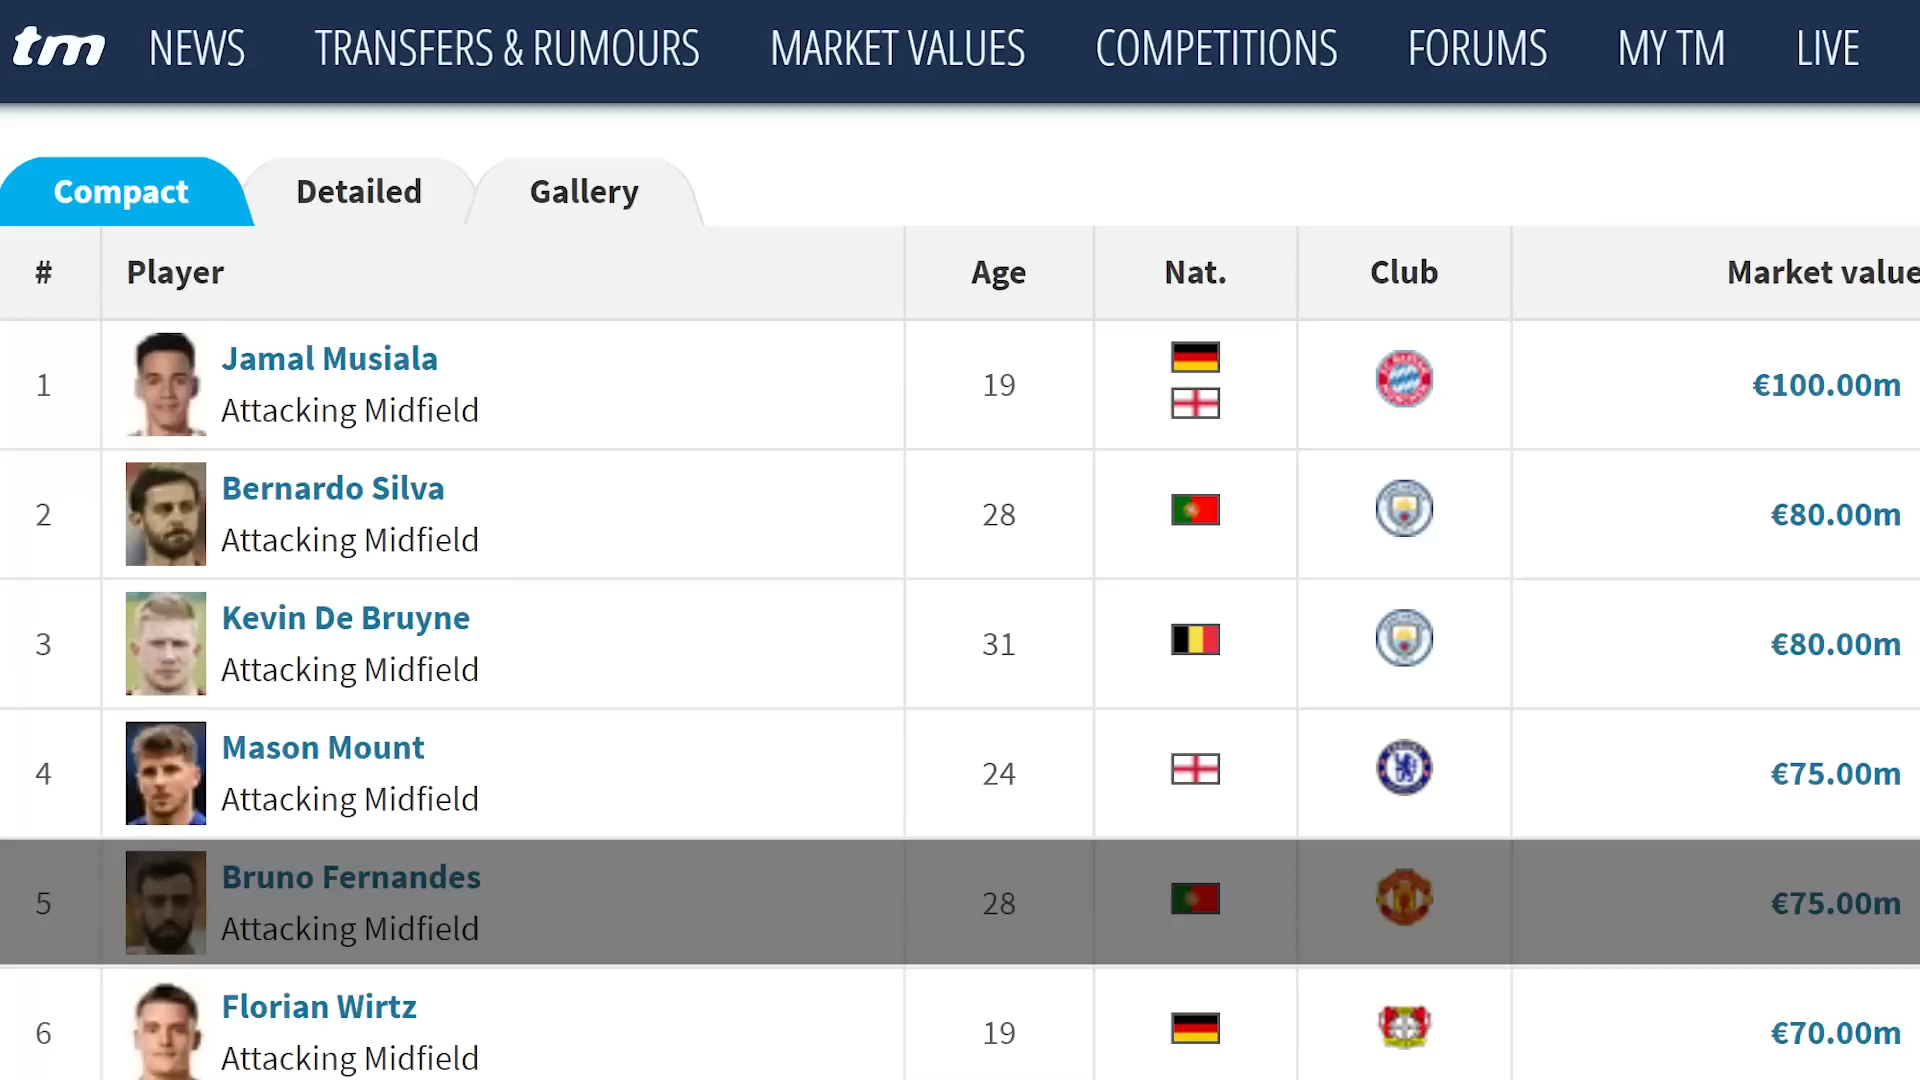 tm NEWS TRANSFERS & RUMOURS MARKET VALUES COMPETITIONS FORUMS MY TM LIVE
Compact Detailed Gallery
# Player Age Nat. Club Market value
1 Jamal Musiala 19 €100.00m
Attacking Midfield
2 Bernardo Silva 28 €80.00m
Attacking Midfield
3 Kevin De Bruyne 31 €80.00m
Attacking Midfield
4 Mason Mount 24 €75.00m
Attacking Midfield
5 Bruno Fernandes 28 €75.00m
Attacking Midfield
6 Florian Wirtz 19 €70.00m
Attacking Midfield